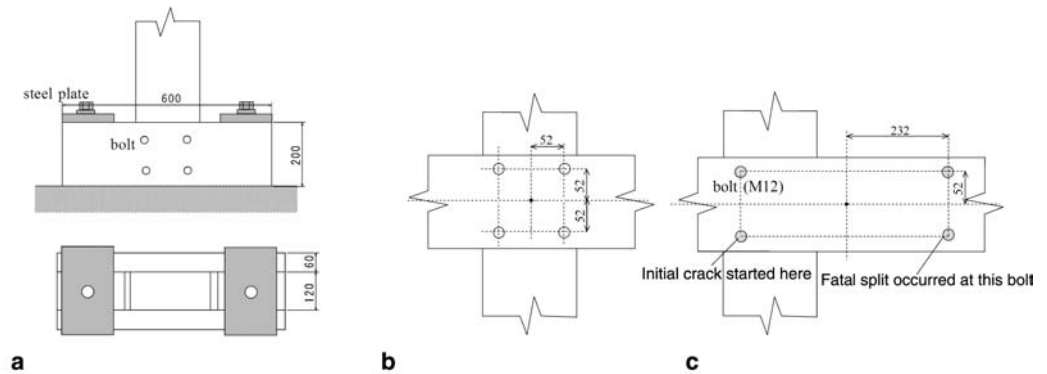 steel plate
600
bolt
200
60
120
a
52
52
52
b
232
bolt (M12)
52
Initial crack started here
Fatal split occurred at this bolt
c